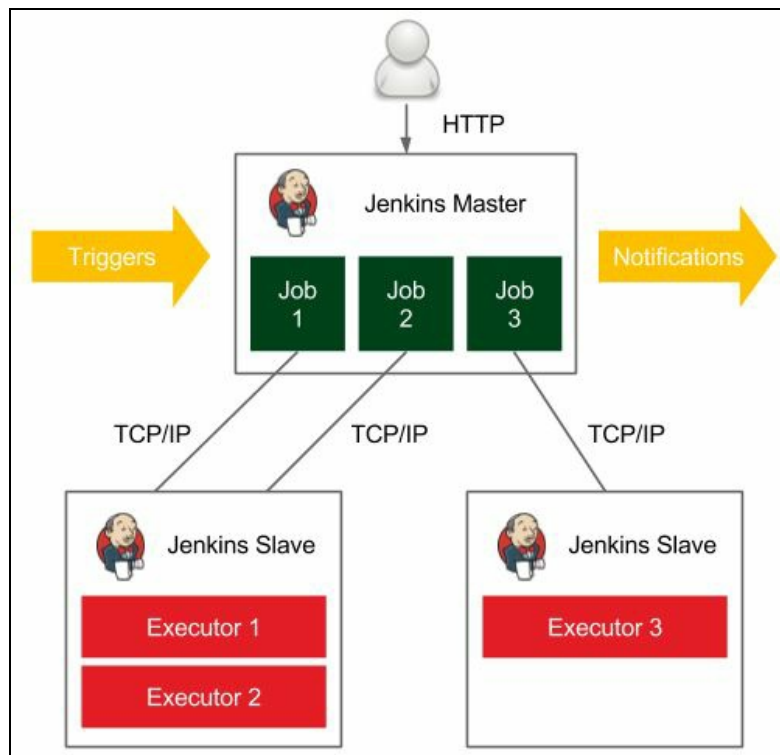 HTTP
Jenkins Master
Triggers
Notifications
Job
1
Job
2
Job
3
TCP/IP
TCP/IP
TCP/IP
Jenkins Slave
Jenkins Slave
Executor 1
Executor 3
Executor 2